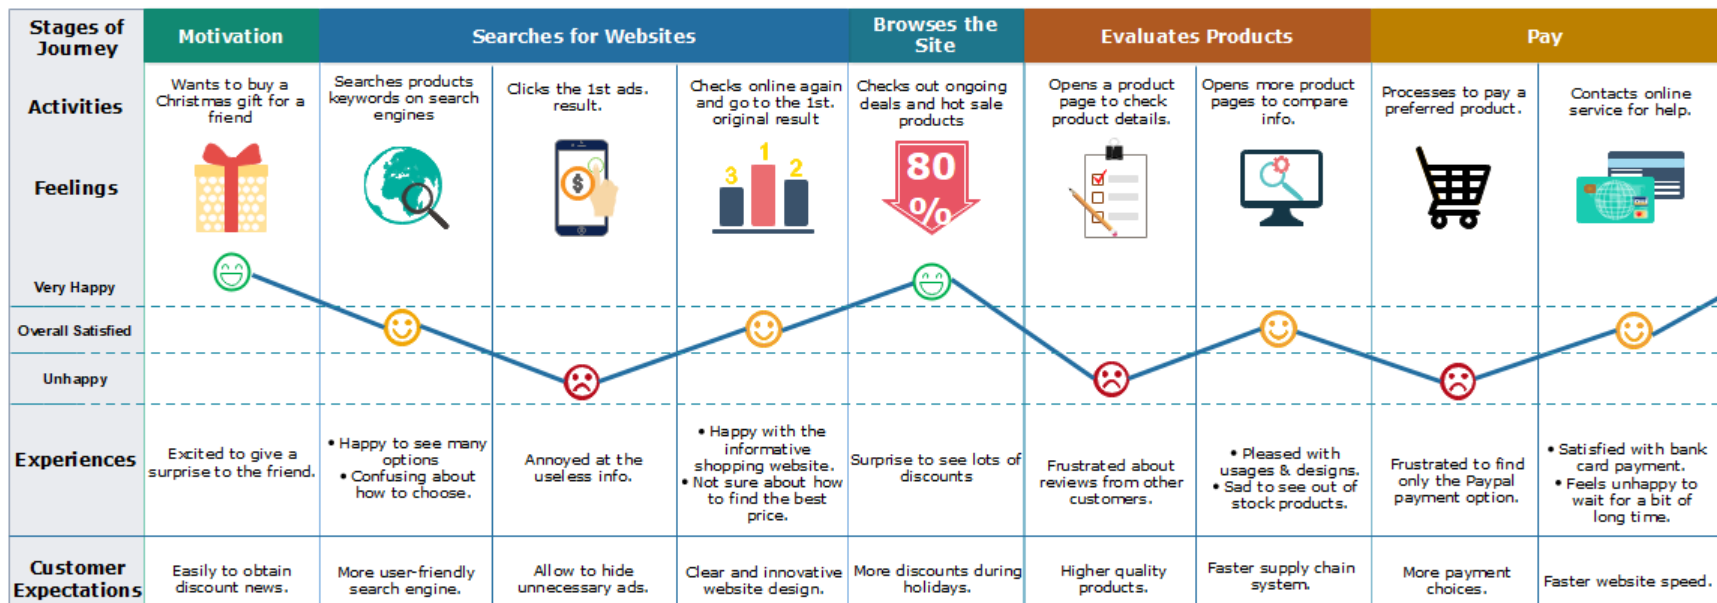 Stages of
Journey
Motivation
Searches for Websites
Browses the
Site
Evaluates Products
Pay
Activities
Wants to buy a
Christmas gift for a
friend
Searches products
keywords on search
engines
Clicks the 1st ads.
result.
Checks online again
and go to the 1st.
original result
Checks out ongoing
deals and hot sale
products
Opens a product
page to check
product details.
Opens more product
pages to compare
info.
Processes to pay a
preferred product.
Contacts online
service for help.
Feelings
$
3
1
2
80
%
Very Happy
Overall Satisfied
Unhappy
Experiences
Excited to give a
surprise to the friend.
• Happy to see many
options
• Confusing about
how to choose.
Annoyed at the
useless info.
• Happy with the
informative
shopping website.
• Not sure about how
to find the best
price.
Surprise to see lots of
discounts
Frustrated about
reviews from other
customers.
• Pleased with
usages & designs.
• Sad to see out of
stock products.
Frustrated to find
only the Paypal
payment option.
• Satisfied with bank
card payment.
• Feels unhappy to
wait for a bit of
long time.
Customer
Expectations
Easily to obtain
discount news.
More user-friendly
search engine.
Allow to hide
unnecessary ads.
Clear and innovative
website design.
More discounts during
holidays.
Higher quality
products.
Faster supply chain
system.
More payment
choices.
Faster website speed.